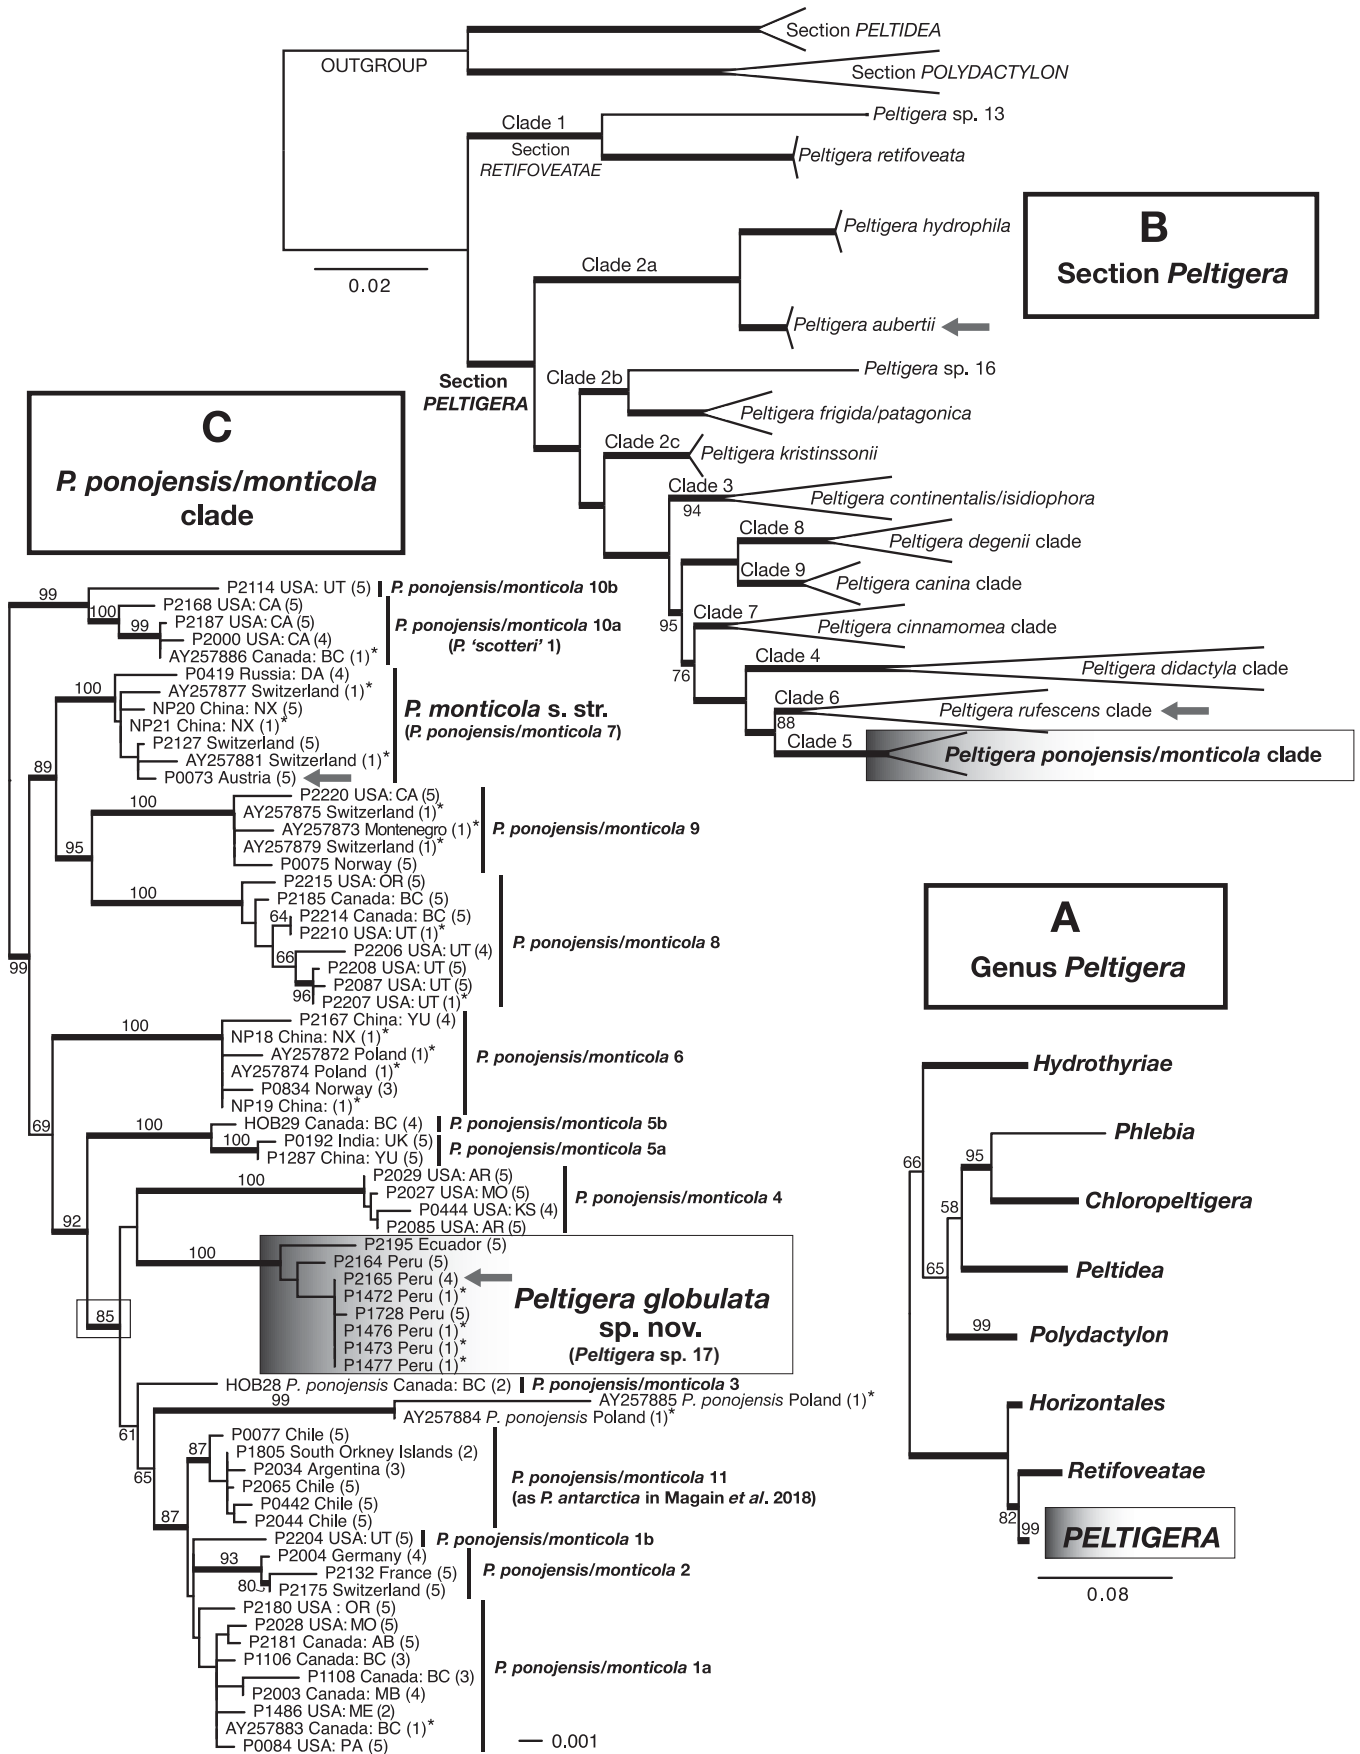 OUTGROUP
Section PELTIDEA
Section POLYDACTYLON
Clade 1
Section
RETIFOVEATAE
Peltigera sp. 13
Peltigera retifoveata
0.02
B
Section Peltigera
Clade 2a
Peltigera hydrophila
Peltigera aubertii
Section
PELTIGERA
Clade 2b
Peltigera sp. 16
Peltigera frigida/patagonica
Clade 2c
Peltigera kristinssonii
Clade 3
94
Peltigera continentalis/isidiophora
Clade 8
Peltigera degenii clade
Clade 9
Peltigera canina clade
95
Clade 7
Peltigera cinnamomea clade
76
Clade 4
Peltigera didactyla clade
Clade 6
88
Peltigera rufescens clade
Clade 5
Peltigera ponojensis/monticola clade
C
P. ponojensis/monticola
clade
99
P2114 USA: UT (5)
P. ponojensis/monticola 10b
100
P2168 USA: CA (5)
99
P2187 USA: CA (5)
P2000 USA: CA (4)
AY257886 Canada: BC (1)*
P. ponojensis/monticola 10a
(P. ‘scotteri’ 1)
100
P0419 Russia: DA (4)
AY257877 Switzerland (1)*
NP20 China: NX (5)
NP21 China: NX (1)*
P2127 Switzerland (5)
AY257881 Switzerland (1)*
P0073 Austria (5)
P. monticola s. str.
(P. ponojensis/monticola 7)
89
100
P2220 USA: CA (5)
AY257875 Switzerland (1)*
AY257873 Montenegro (1)*
AY257879 Switzerland (1)*
P0075 Norway (5)
P. ponojensis/monticola 9
95
100
P2215 USA: OR (5)
P2185 Canada: BC (5)
64
P2214 Canada: BC (5)
P2210 USA: UT (1)*
66
P2206 USA: UT (4)
P2208 USA: UT (5)
P2087 USA: UT (5)
96
P2207 USA: UT (1)*
P. ponojensis/monticola 8
99
100
P2167 China: YU (4)
NP18 China: NX (1)*
AY257872 Poland (1)*
AY257874 Poland (1)*
P0834 Norway (3)
NP19 China: (1)*
P. ponojensis/monticola 6
69
100
HOB29 Canada: BC (4)
P. ponojensis/monticola 5b
100
P0192 India: UK (5)
P1287 China: YU (5)
P. ponojensis/monticola 5a
92
100
P2029 USA: AR (5)
P2027 USA: MO (5)
P0444 USA: KS (4)
P2085 USA: AR (5)
P. ponojensis/monticola 4
100
P2195 Ecuador (5)
P2164 Peru (5)
P2165 Peru (4)
P1472 Peru (1)*
P1728 Peru (5)
P1476 Peru (1)*
P1473 Peru (1)*
P1477 Peru (1)*
Peltigera globulata
sp. nov.
(Peltigera sp. 17)
85
HOB28 P. ponojensis Canada: BC (2)
P. ponojensis/monticola 3
61
99
AY257885 P. ponojensis Poland (1)*
AY257884 P. ponojensis Poland (1)*
65
87
P0077 Chile (5)
P1805 South Orkney Islands (2)
P2034 Argentina (3)
P2065 Chile (5)
P0442 Chile (5)
P2044 Chile (5)
P. ponojensis/monticola 11
(as P. antarctica in Magain et al. 2018)
87
P2204 USA: UT (5)
P. ponojensis/monticola 1b
93
P2004 Germany (4)
P2132 France (5)
80
P2175 Switzerland (5)
P. ponojensis/monticola 2
P2180 USA : OR (5)
P2028 USA: MO (5)
P2181 Canada: AB (5)
P1106 Canada: BC (3)
P1108 Canada: BC (3)
P2003 Canada: MB (4)
P1486 USA: ME (2)
AY257883 Canada: BC (1)*
P0084 USA: PA (5)
P. ponojensis/monticola 1a
0.001
A
Genus Peltigera
Hydrothyriae
66
Phlebia
95
Chloropeltigera
58
Peltidea
65
99
Polydactylon
Horizontales
Retifoveatae
82
99
PELTIGERA
0.08